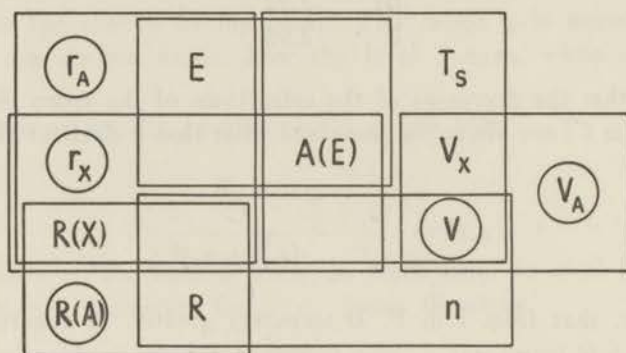 r_A E T_S
r_X A(E) V_X V_A
R(X) V
R(A) R n